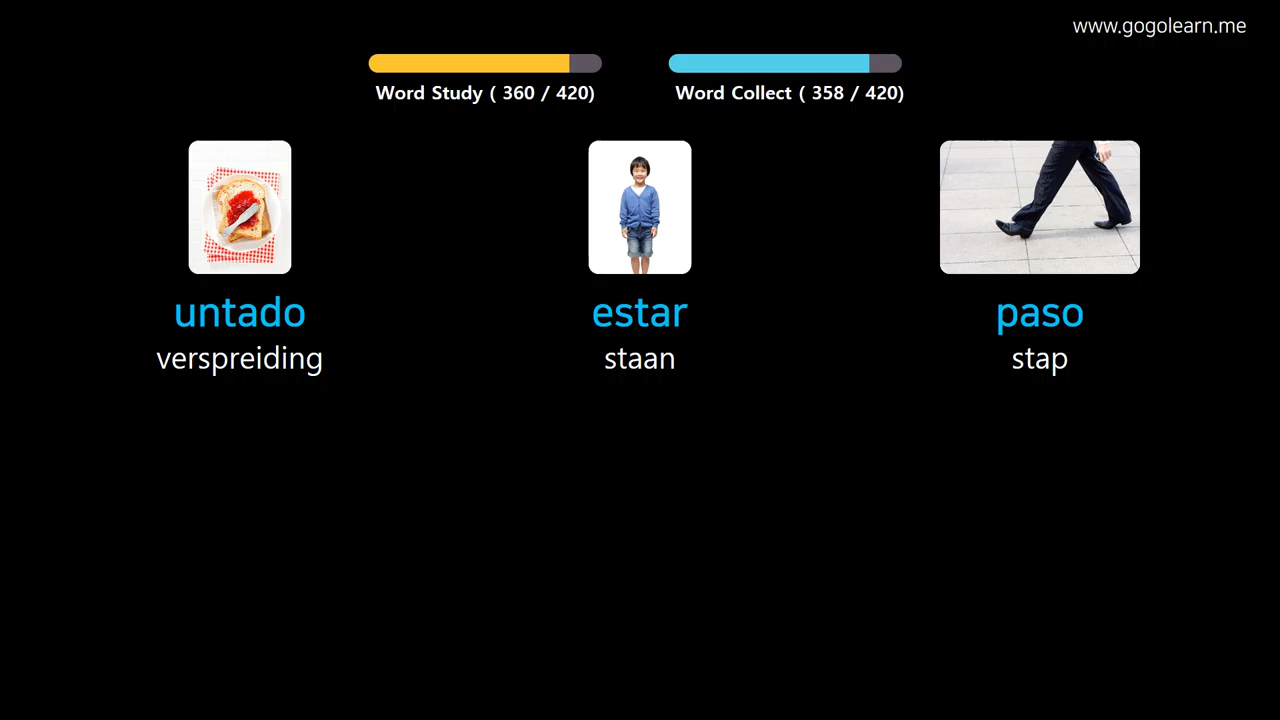 www.gogolearn.me
Word Study ( 360 / 420)
Word Collect ( 358 / 420)
untado
verspreiding
estar
staan
paso
stap